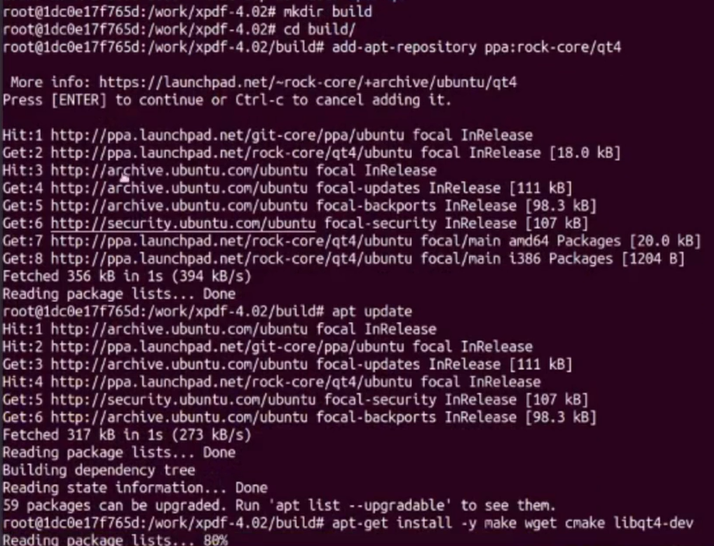 root@1dc0e17f765d:/work/xpdf-4.02# mkdir build
root@1dc0e17f765d:/work/xpdf-4.02# cd build/
root@1dc0e17f765d:/work/xpdf-4.02/build# add-apt-repository ppa:rock-core/qt4
More info: https://launchpad.net/~rock-core/+archive/ubuntu/qt4
Press [ENTER] to continue or Ctrl-c to cancel adding it.
Hit:1 http://ppa.launchpad.net/git-core/ppa/ubuntu focal InRelease
Get:2 http://ppa.launchpad.net/rock-core/qt4/ubuntu focal InRelease [18.0 kB]
Hit:3 http://archive.ubuntu.com/ubuntu focal InRelease
Get:4 http://archive.ubuntu.com/ubuntu focal-updates InRelease [111 kB]
Get:5 http://archive.ubuntu.com/ubuntu focal-backports InRelease [98.3 kB]
Get:6 http://security.ubuntu.com/ubuntu focal-security InRelease [107 kB]
Get:7 http://ppa.launchpad.net/rock-core/qt4/ubuntu focal/main amd64 Packages [20.0 kB]
Get:8 http://ppa.launchpad.net/rock-core/qt4/ubuntu focal/main i386 Packages [1204 B]
Fetched 356 kB in 1s (394 kB/s)
Reading package lists... Done
root@1dc0e17f765d:/work/xpdf-4.02/build# apt update
Hit:1 http://archive.ubuntu.com/ubuntu focal InRelease
Hit:2 http://ppa.launchpad.net/git-core/ppa/ubuntu focal InRelease
Get:3 http://archive.ubuntu.com/ubuntu focal-updates InRelease [111 kB]
Hit:4 http://ppa.launchpad.net/rock-core/qt4/ubuntu focal InRelease
Get:5 http://security.ubuntu.com/ubuntu focal-security InRelease [107 kB]
Get:6 http://archive.ubuntu.com/ubuntu focal-backports InRelease [98.3 kB]
Fetched 317 kB in 1s (273 kB/s)
Reading package lists... Done
Building dependency tree
Reading state information... Done
59 packages can be upgraded. Run 'apt list --upgradable' to see them.
root@1dc0e17f765d:/work/xpdf-4.02/build# apt-get install -y make wget cmake libqt4-dev
Reading package lists... 80%